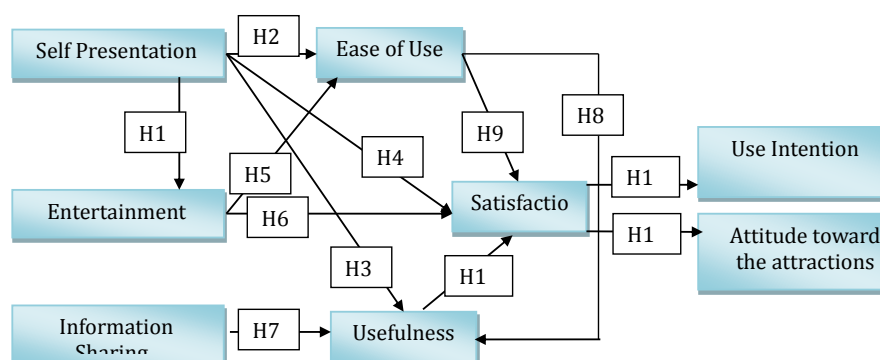 Self Presentation
H2
Ease of Use
H1
H8
H9
H4
H5
Use Intention
H1
Entertainment
H6
Satisfactio
H1
Attitude toward
the attractions
H3
H1
Information
Sharing
H7
Usefulness